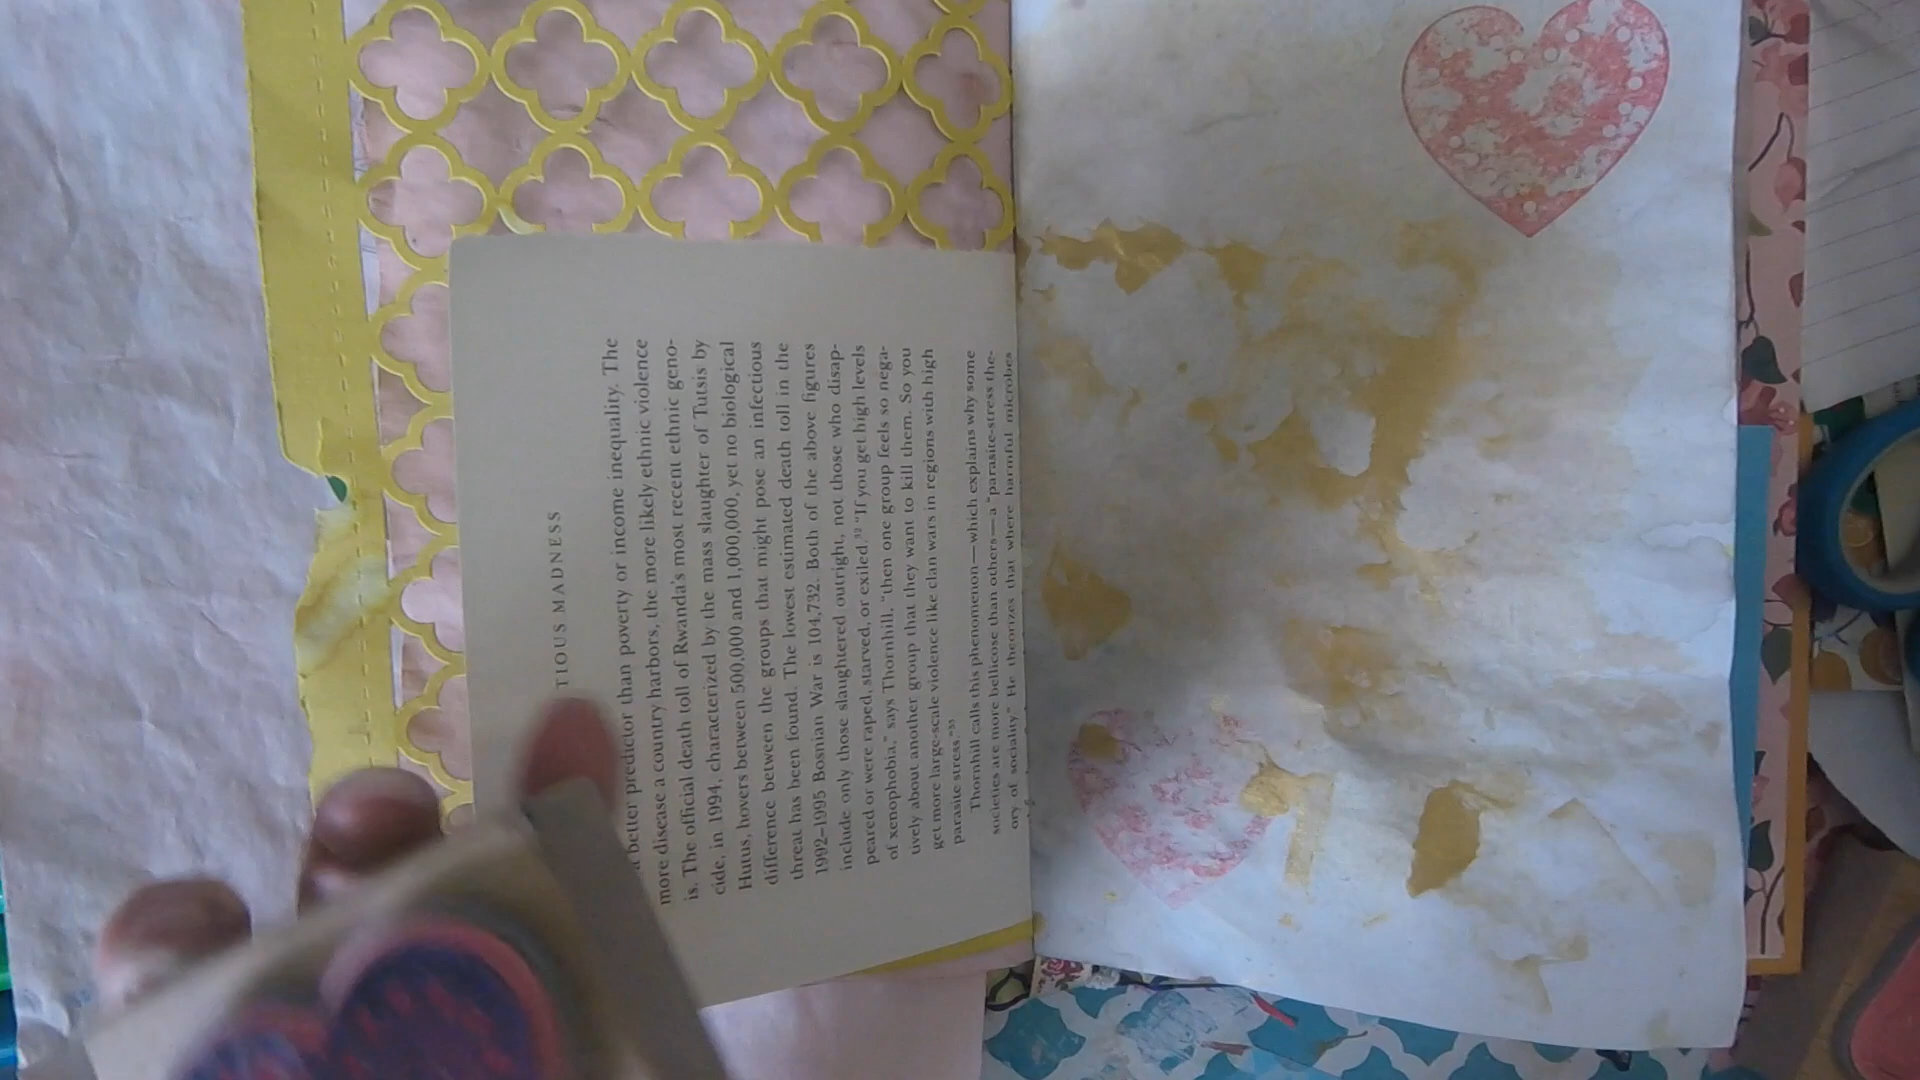 TIOUS MADNESS
a better predictor than poverty or income inequality. The
more disease a country harbors, the more likely ethnic violence
is. The official death toll of Rwanda's most recent ethnic geno-
cide, in 1994, characterized by the mass slaughter of Tutsis by
Hutus, hovers between 500,000 and 1,000,000, yet no biological
difference between the groups that might pose an infectious
threat has been found. The lowest estimated death toll in the
1992–1995 Bosnian War is 104,732. Both of the above figures
include only those slaughtered outright, not those who disap-
peared or were raped, starved, or exiled.³² "If you get high levels
of xenophobia," says Thornhill, "then one group feels so nega-
tively about another group that they want to kill them. So you
get more large-scale violence like clan wars in regions with high
parasite stress."³³
Thornhill calls this phenomenon—which explains why some
societies are more bellicose than others—a "parasite-stress the-
ory of sociality." He theorizes that where harmful microbes